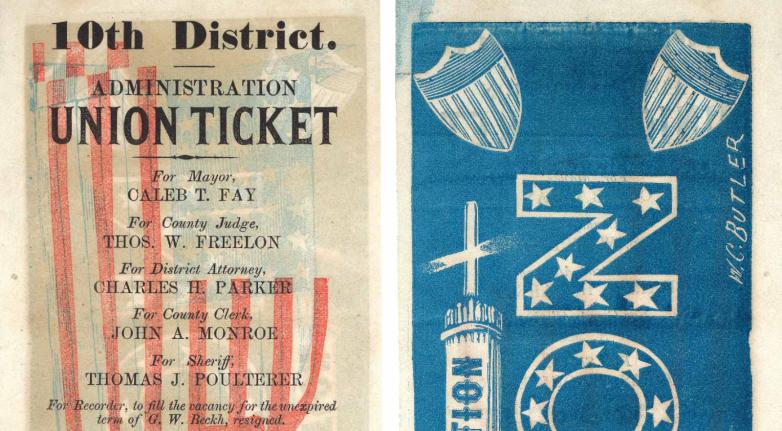 10th District.
ADMINISTRATION
UNION TICKET
For Mayor,
CALEB T. FAY
For County Judge,
THOS. W. FREELON
For District Attorney,
CHARLES H. PARKER
For County Clerk,
JOHN A. MONROE
For Sheriff,
THOMAS J. POULTERER
For Recorder, to fill the vacancy for the unexpired
term of G. W. Reckh, resigned.
W.C. BUTLER
N
O
TION